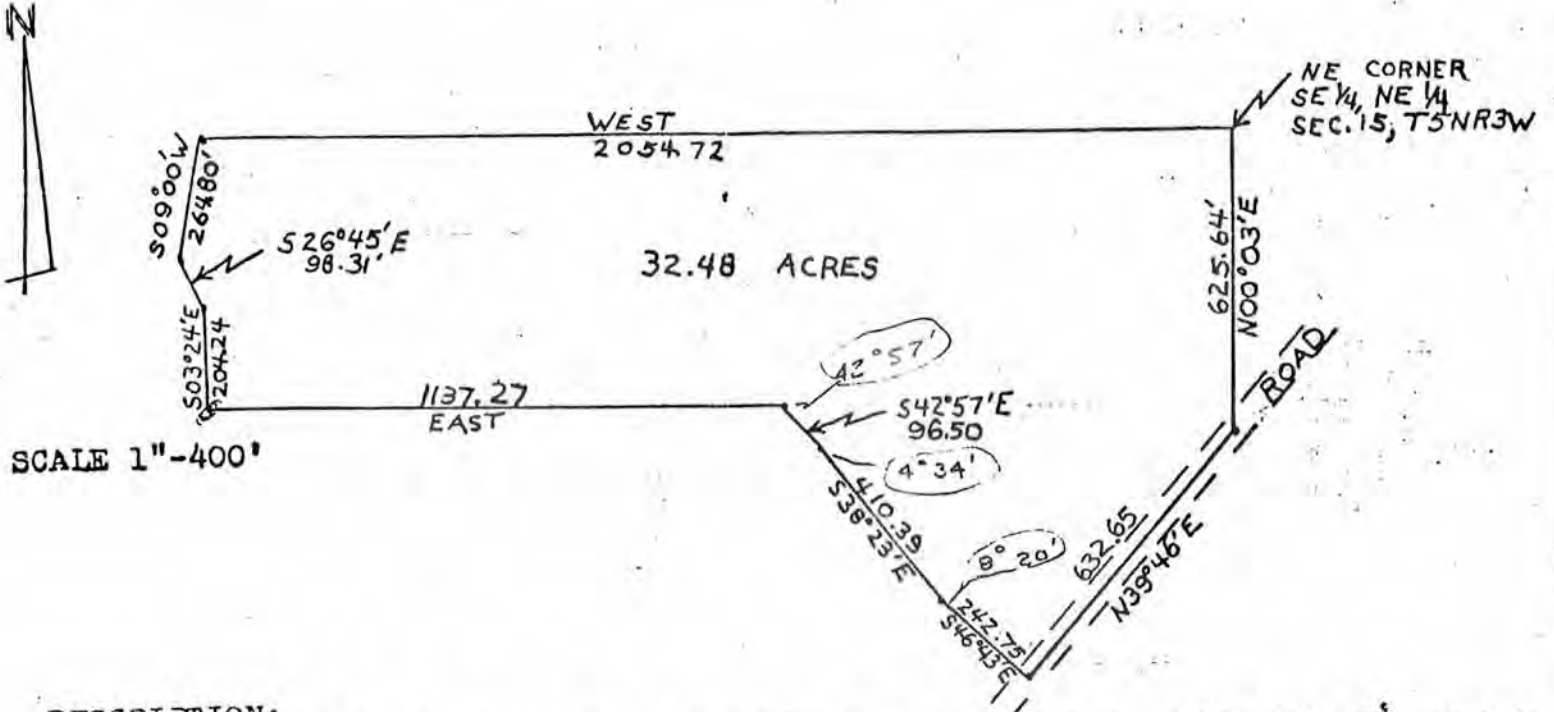 N
NE CORNER
SE ¼, NE ¼
SEC. 15, T5NR3W
WEST
2054.72
S09°00'W
264.80'
S26°45'E
98.31'
32.48 ACRES
625.64'
N00°03'E
S03°24'E
204.24
42°57'
ROAD
1137.27
EAST
S42°57'E
96.50
SCALE 1"-400'
4°34'
410.39
S38°23'E
8°20'
632.65
N39°46'E
242.75
S46°43'E
DESCRIPTION: